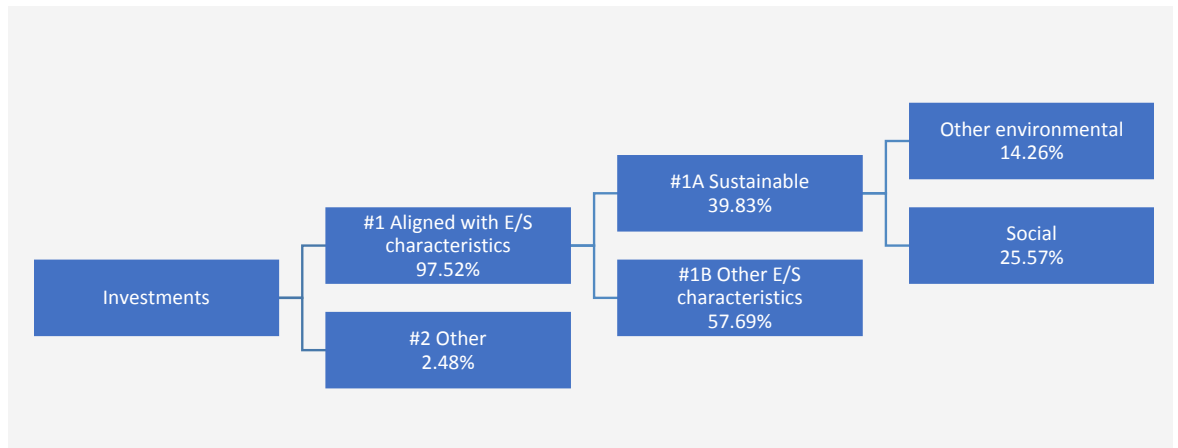 Investments
#1 Aligned with E/S
characteristics
97.52%
#2 Other
2.48%
#1A Sustainable
39.83%
#1B Other E/S
characteristics
57.69%
Other environmental
14.26%
Social
25.57%